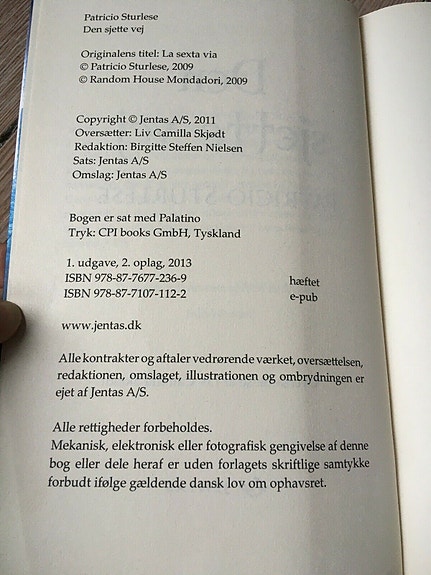 Patricio Sturlese
Den sjette vej
Originalens titel: La sexta via
© Patricio Sturlese, 2009
© Random House Mondadori, 2009
Copyright © Jentas A/S, 2011
Oversætter: Liv Camilla Skjødt
Redaktion: Birgitte Steffen Nielsen
Sats: Jentas A/S
Omslag: Jentas A/S
Bogen er sat med Palatino
Tryk: CPI books GmbH, Tyskland
1. udgave, 2. oplag, 2013
ISBN 978-87-7677-236-9 hæftet
ISBN 978-87-7107-112-2 e-pub
www.jentas.dk
Alle kontrakter og aftaler vedrørende værket, oversættelsen,
redaktionen, omslaget, illustrationen og ombrydningen er
ejet af Jentas A/S.
Alle rettigheder forbeholdes.
Mekanisk, elektronisk eller fotografisk gengivelse af denne
bog eller dele heraf er uden forlagets skriftlige samtykke
forbudt ifølge gældende dansk lov om ophavsret.